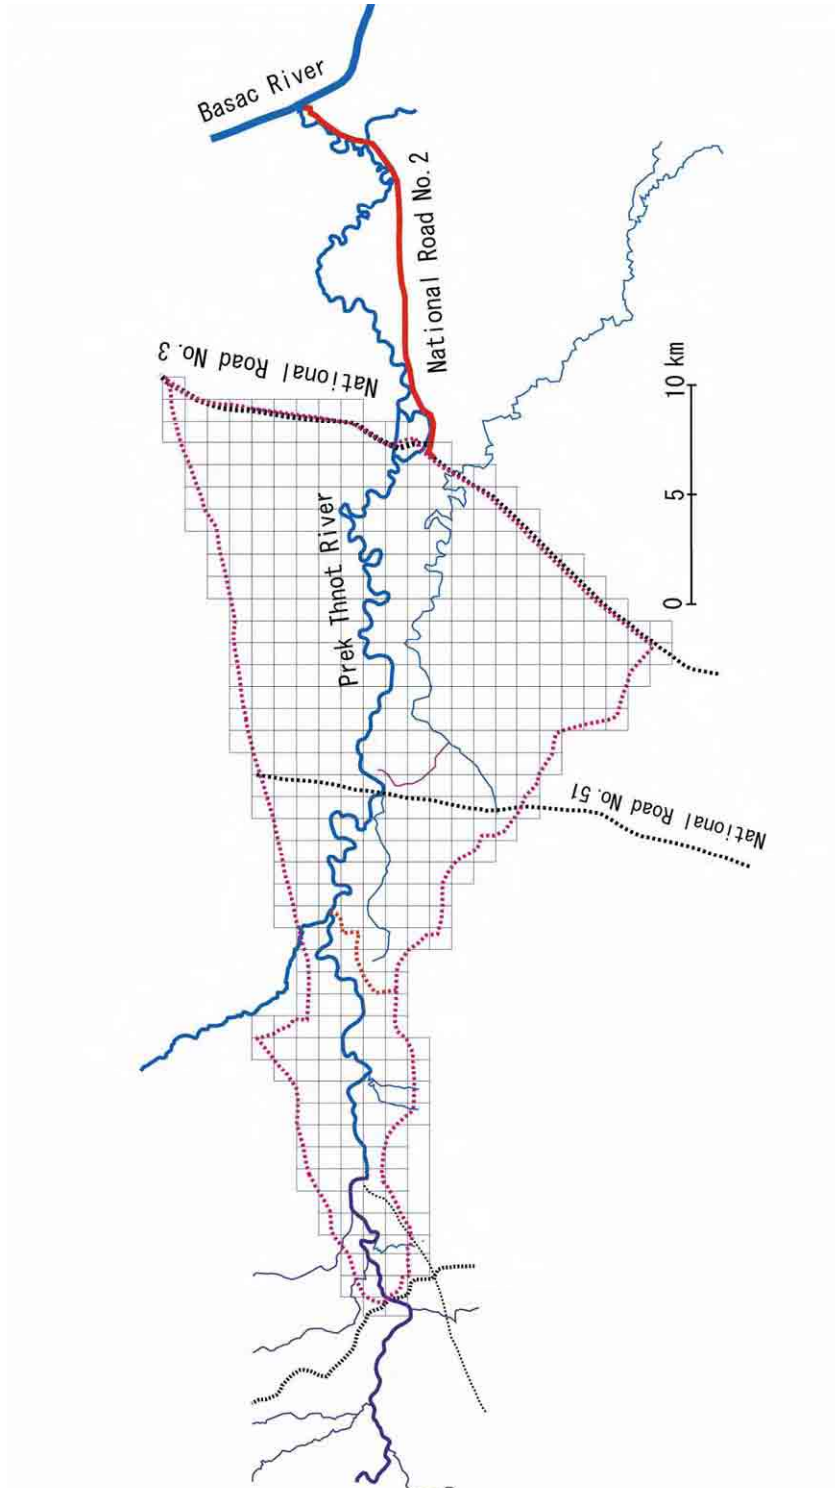 Basac River
National Road No. 2
National Road No.3
10 km
5
0
Prek Thnot River
National Road No.51